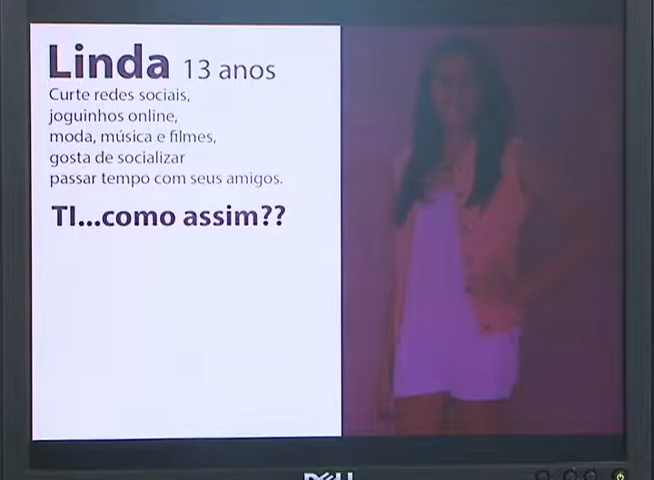 Linda 13 anos
Curte redes sociais,
joguinhos online,
moda, música e filmes,
gosta de socializar
passar tempo com seus amigos.
TI...como assim??
DELL